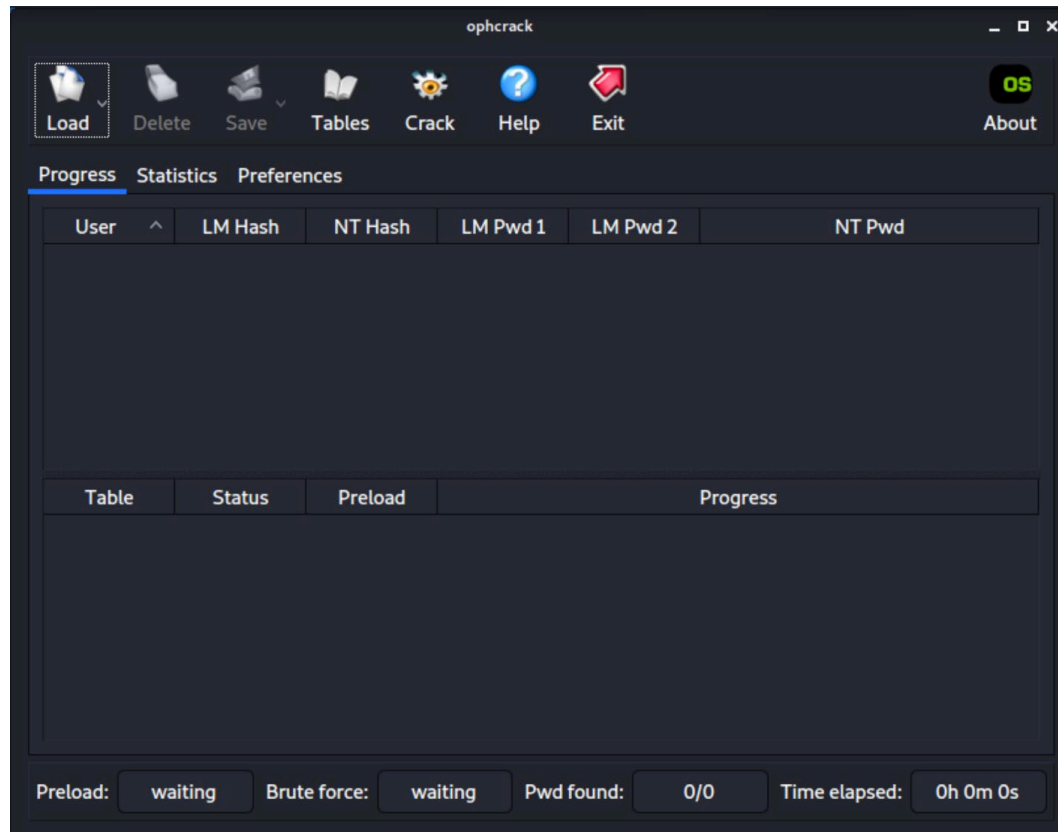 ophcrack
Load Delete Save Tables Crack Help Exit OS About
Progress Statistics Preferences
User LM Hash NT Hash LM Pwd 1 LM Pwd 2 NT Pwd
Table Status Preload Progress
Preload: waiting Brute force: waiting Pwd found: 0/0 Time elapsed: 0h 0m 0s